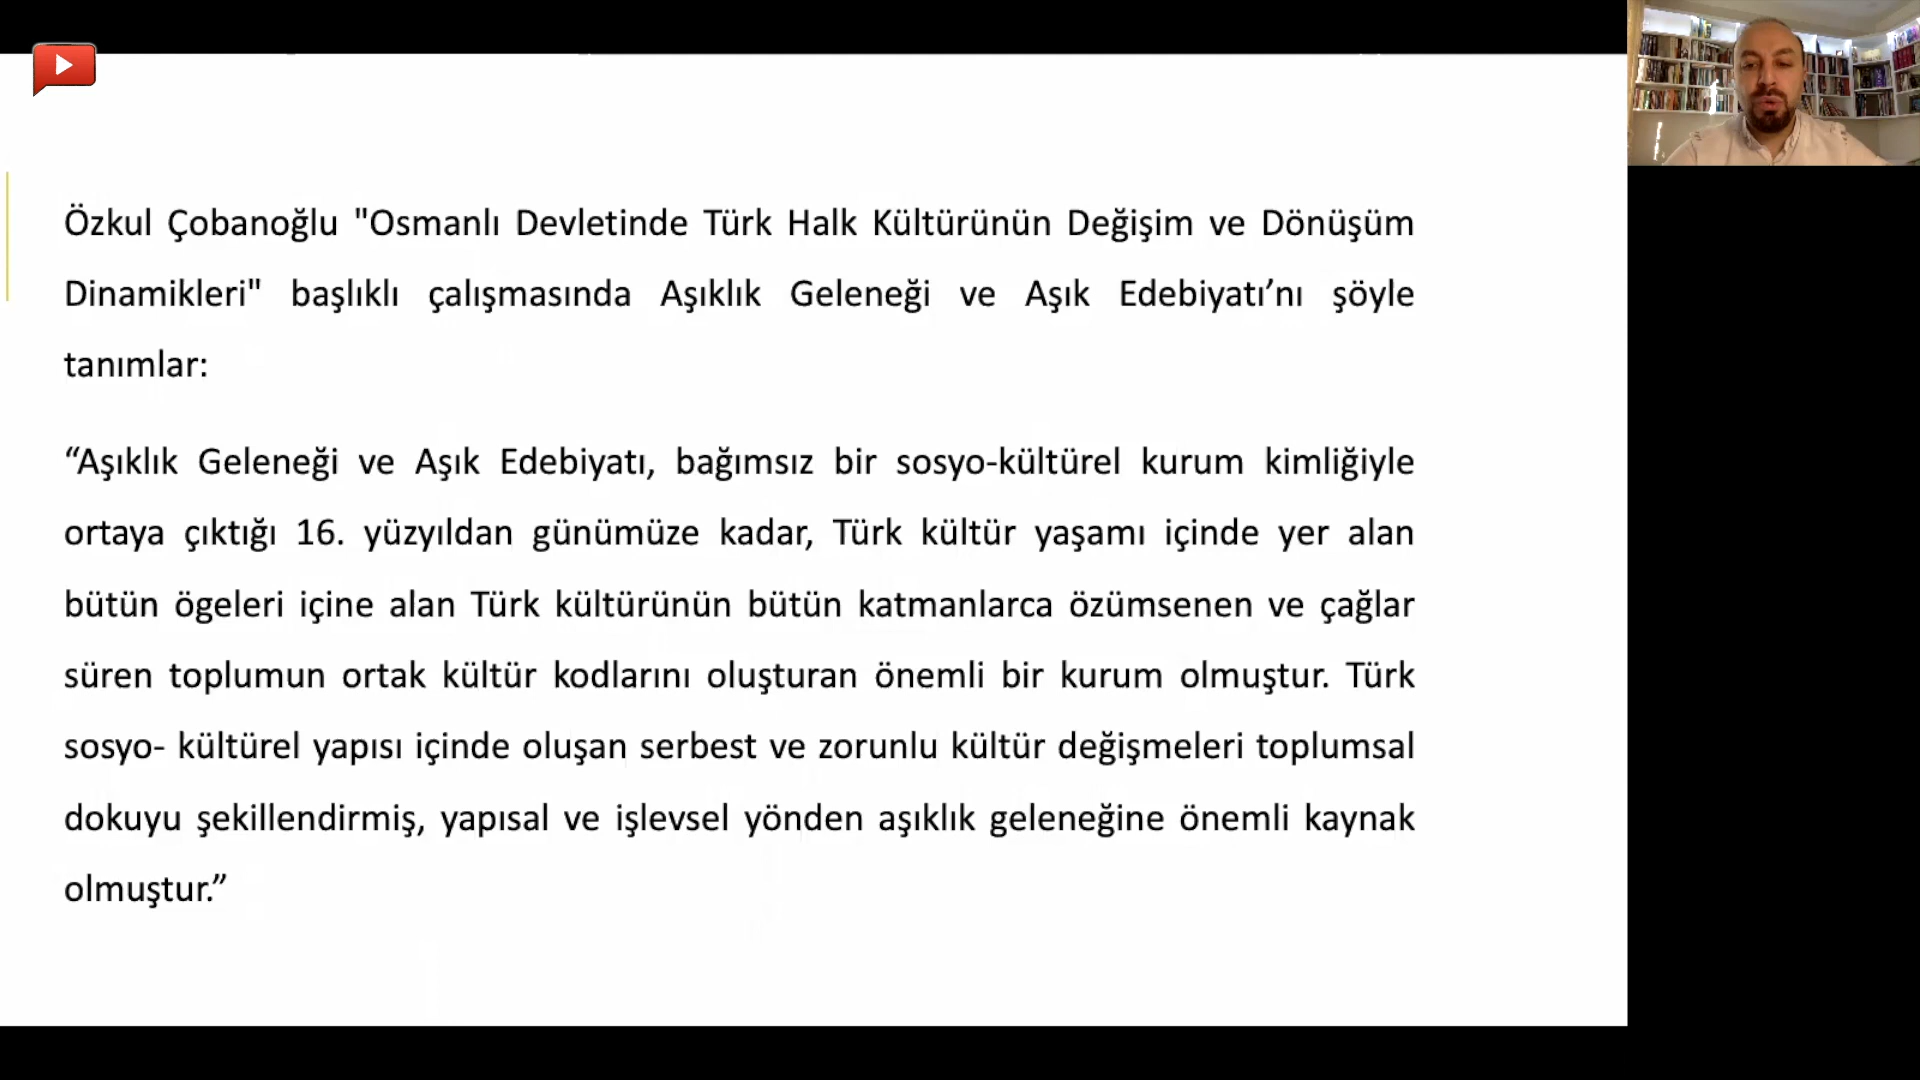 Özkul Çobanoğlu "Osmanlı Devletinde Türk Halk Kültürünün Değişim ve Dönüşüm
Dinamikleri" başlıklı çalışmasında Aşıklık Geleneği ve Aşık Edebiyatı’nı şöyle
tanımlar:
“Aşıklık Geleneği ve Aşık Edebiyatı, bağımsız bir sosyo-kültürel kurum kimliğiyle
ortaya çıktığı 16. yüzyıldan günümüze kadar, Türk kültür yaşamı içinde yer alan
bütün ögeleri içine alan Türk kültürünün bütün katmanlarca özümsenen ve çağlar
süren toplumun ortak kültür kodlarını oluşturan önemli bir kurum olmuştur. Türk
sosyo- kültürel yapısı içinde oluşan serbest ve zorunlu kültür değişmeleri toplumsal
dokuyu şekillendirmiş, yapısal ve işlevsel yönden aşıklık geleneğine önemli kaynak
olmuştur.”